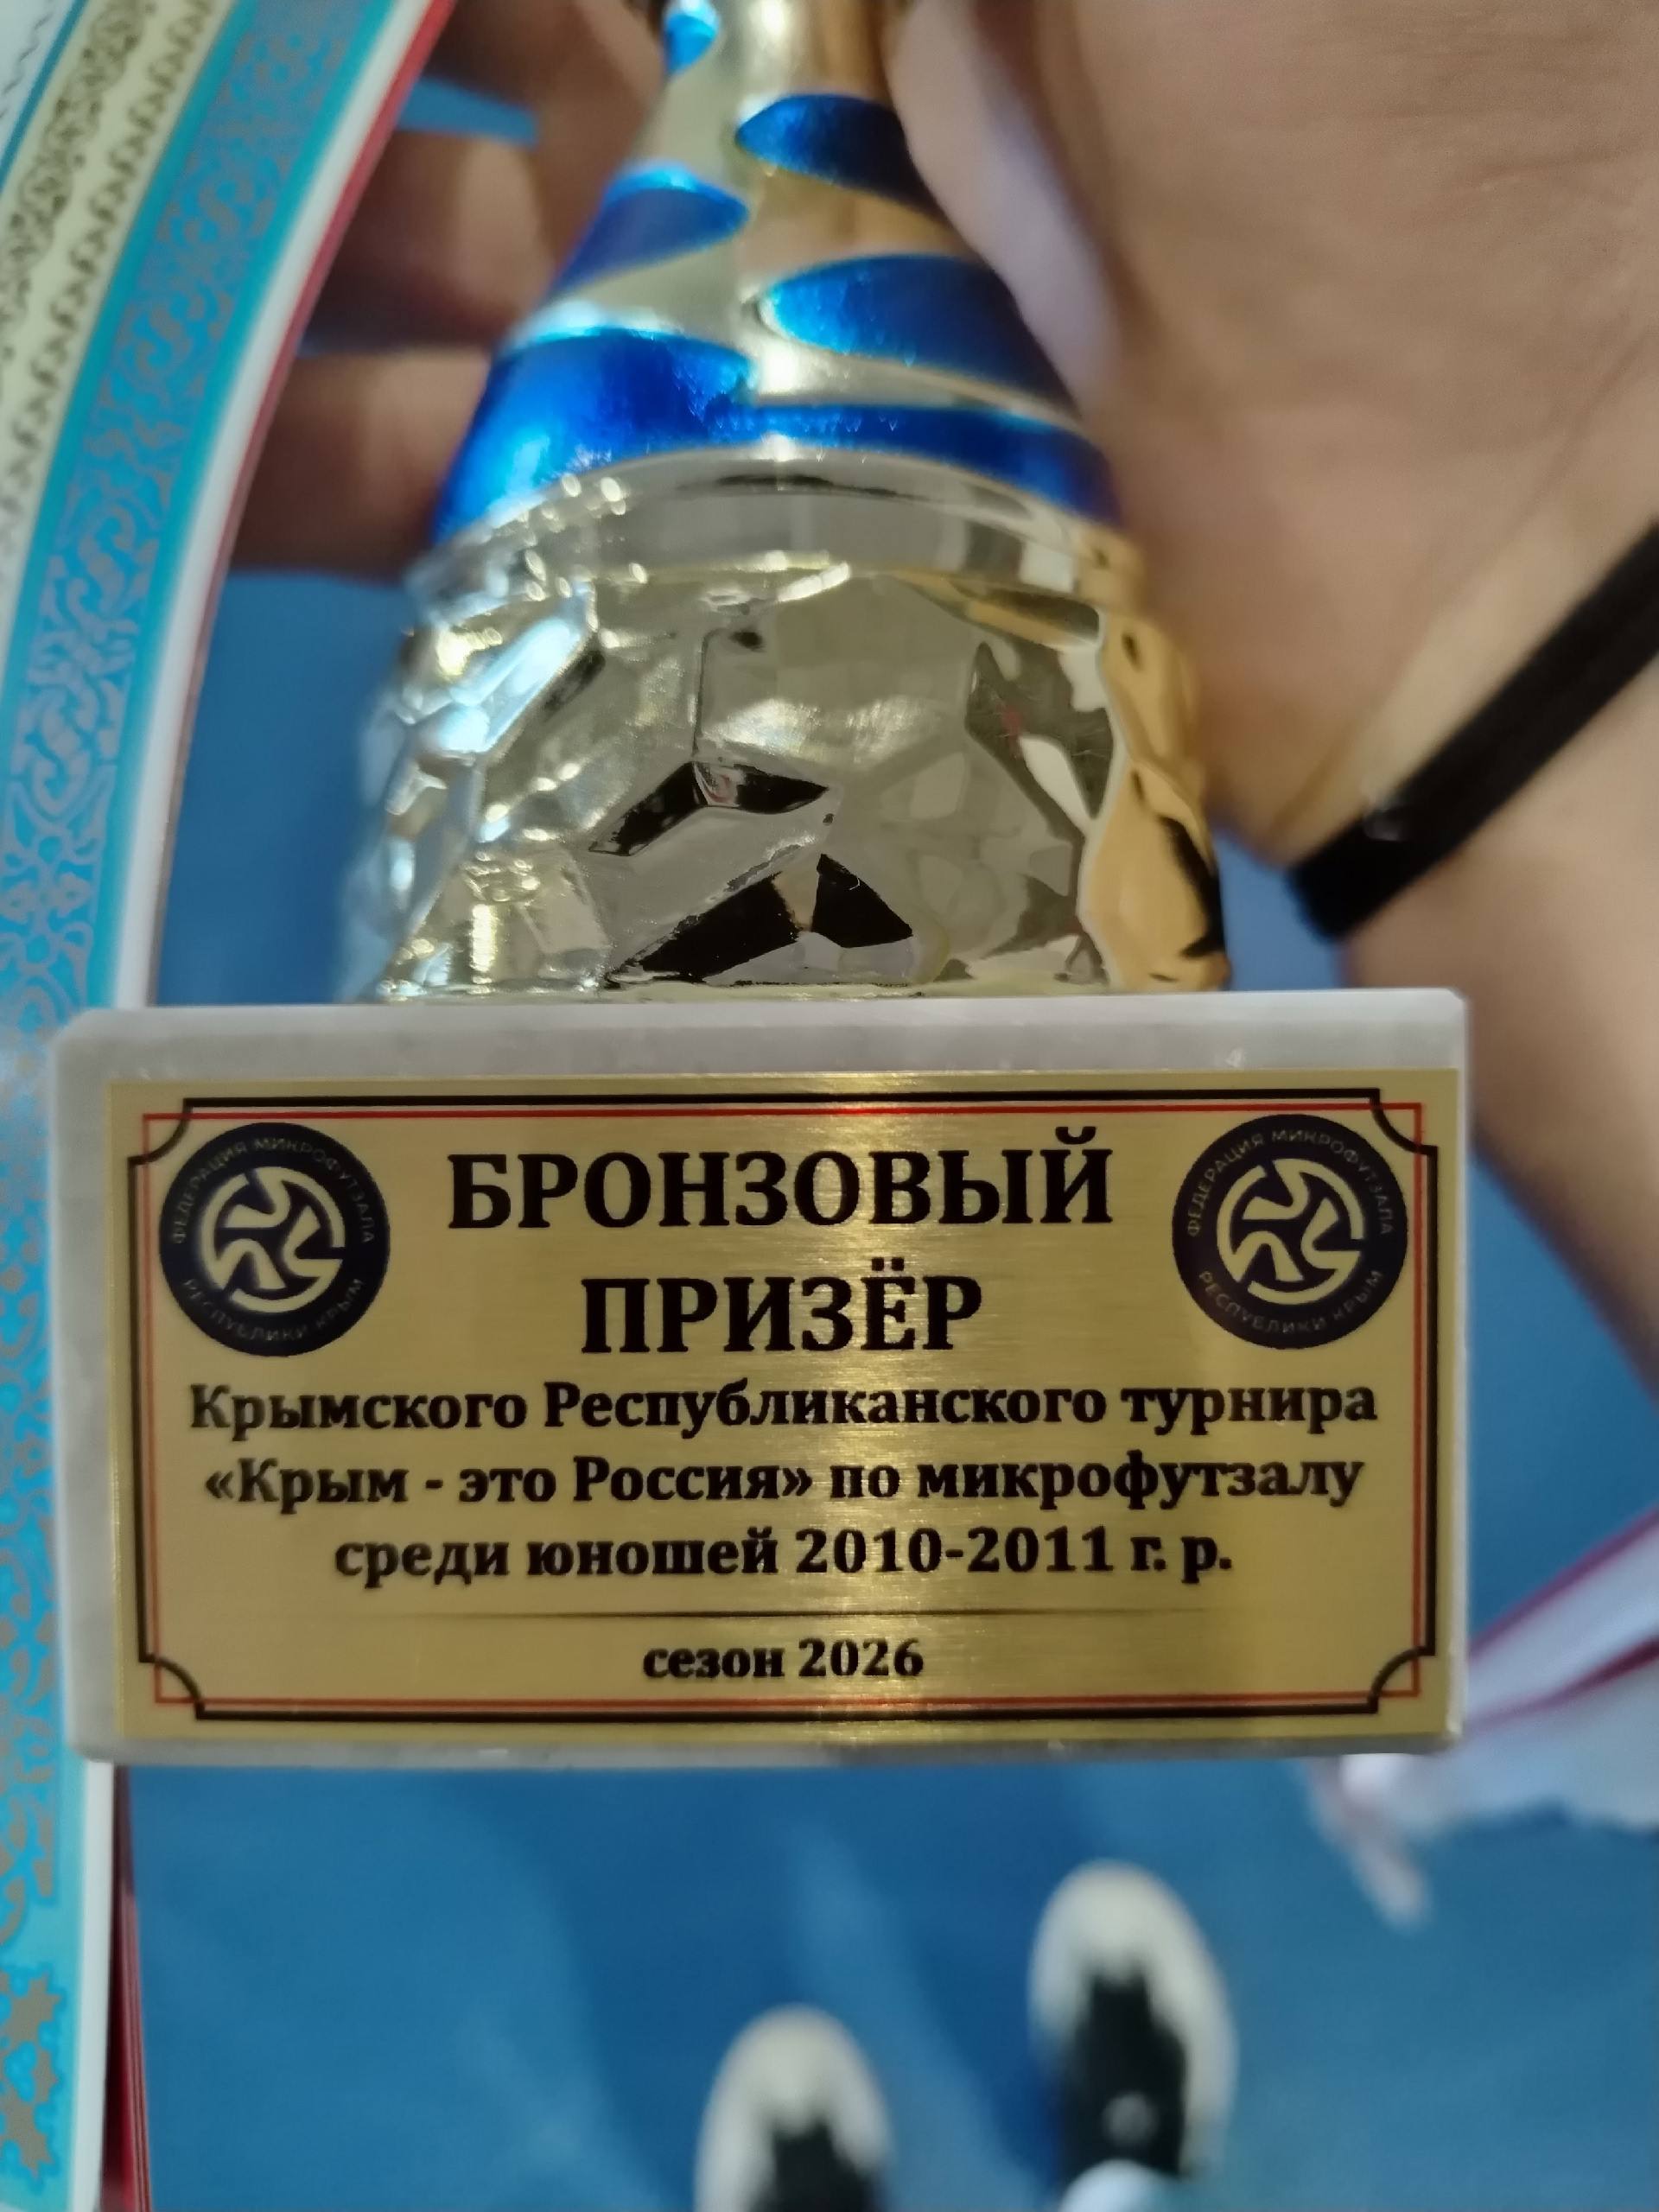 БРОНЗОВЫЙ
ПРИЗЁР
Крымского Республиканского турнира
«Крым - это Россия» по микрофутзалу
среди юношей 2010-2011 г. р.
сезон 2026
ФЕДЕРАЦИЯ МИКРОФУТЗАЛА
РЕСПУБЛИКИ КРЫМ
ФЕДЕРАЦИЯ МИКРОФУТЗАЛА
РЕСПУБЛИКИ КРЫМ